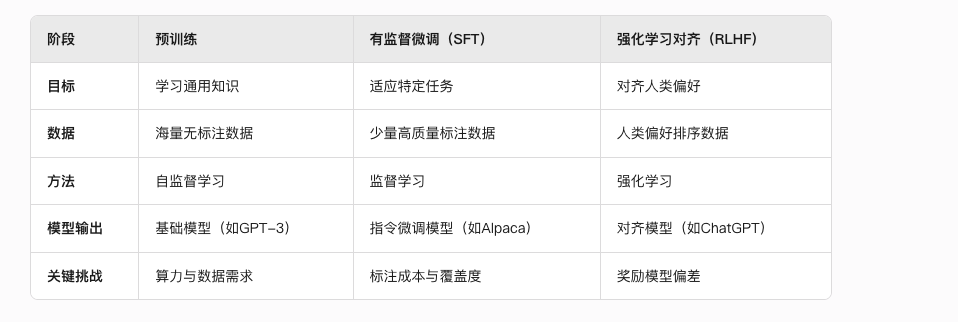 阶段 预训练 有监督微调（SFT） 强化学习对齐（RLHF）
目标 学习通用知识 适应特定任务 对齐人类偏好
数据 海量无标注数据 少量高质量标注数据 人类偏好排序数据
方法 自监督学习 监督学习 强化学习
模型输出 基础模型（如GPT-3） 指令微调模型（如Alpaca） 对齐模型（如ChatGPT）
关键挑战 算力与数据需求 标注成本与覆盖度 奖励模型偏差